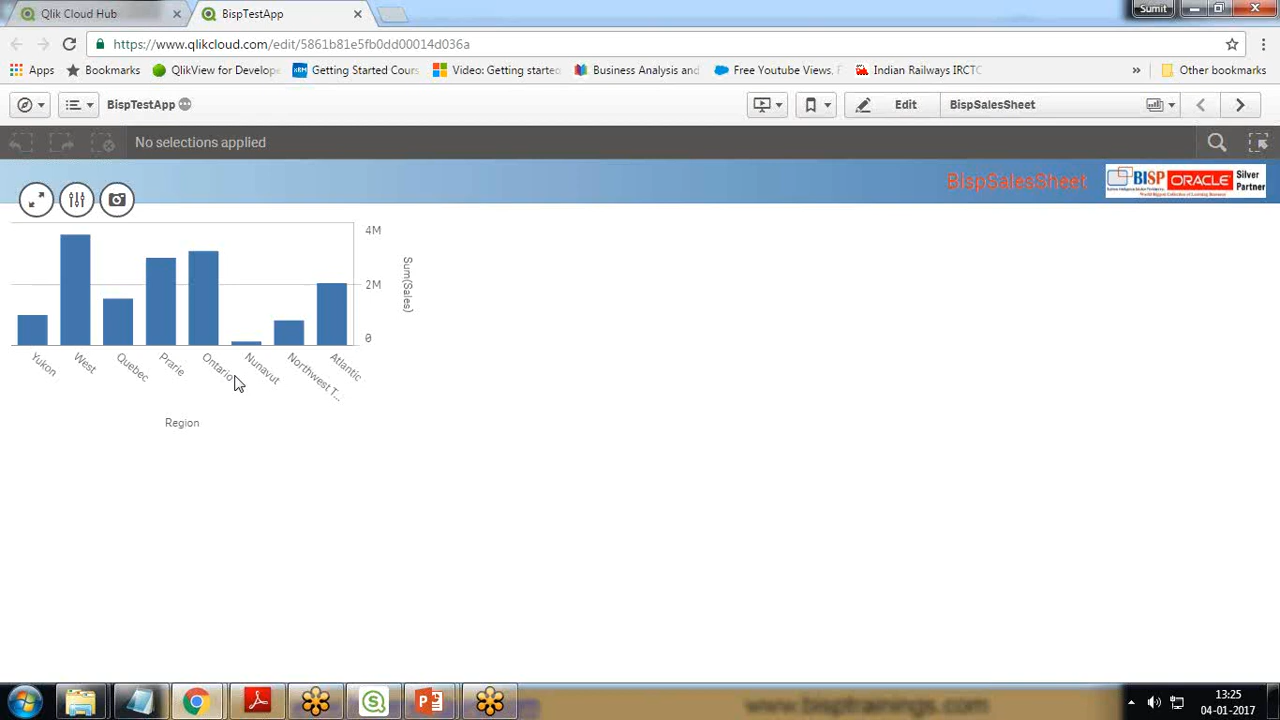 Qlik Cloud Hub
BispTestApp
Sumit
https://www.qlikcloud.com/edit/5861b81e5fb0dd00014d036a
Apps
Bookmarks
QlikView for Develope
Getting Started Cours
Video: Getting starte
Business Analysis and
Free Youtube Views, F
Indian Railways IRCTC
»
Other bookmarks
BispTestApp
Edit
BispSalesSheet
No selections applied
BispSalesSheet
BISP
ORACLE
Silver
Partner
4M
2M
0
Sum(Sales)
Yukon
West
Quebec
Prarie
Ontario
Nunavut
Northwest T...
Atlantic
Region
www.bisptrainings.com
13:25
04-01-2017